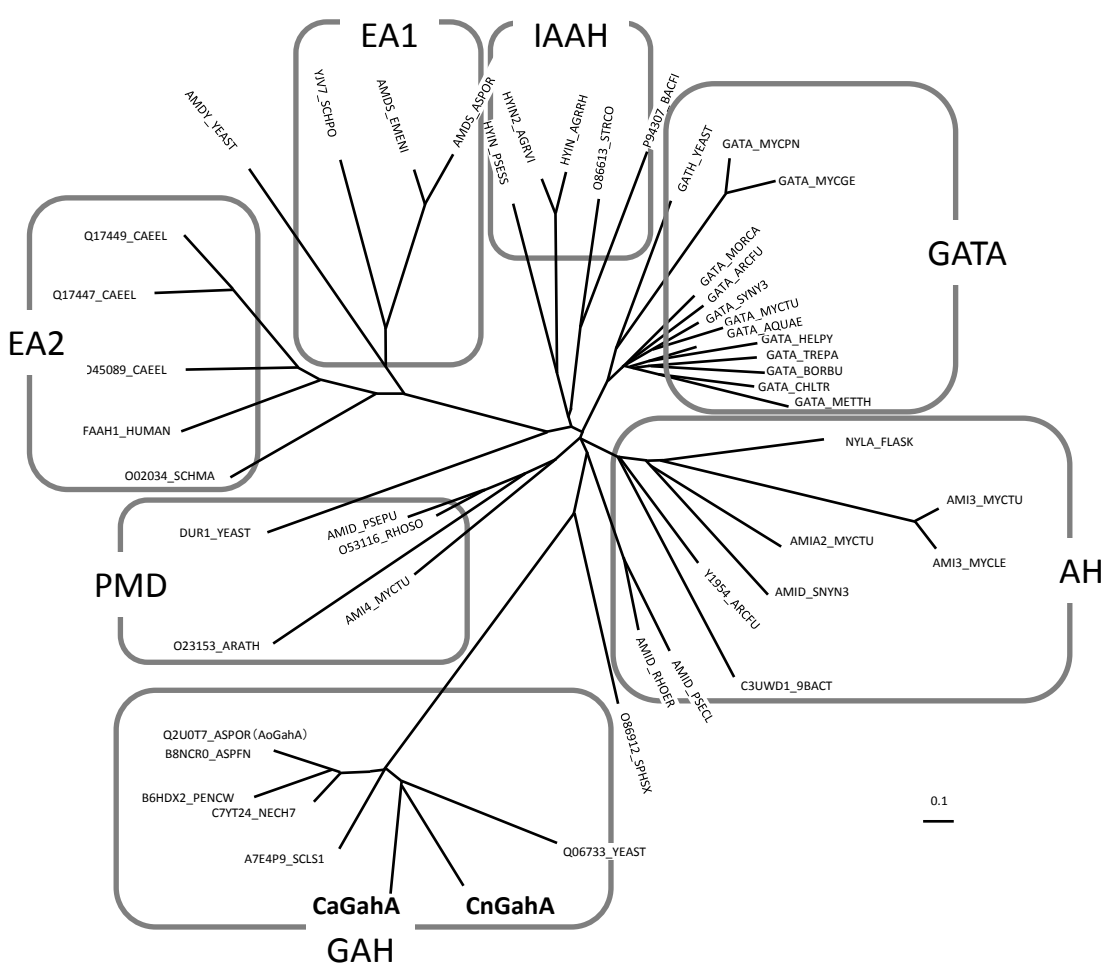 EA1
IAAH
AMDY_YEAST
YJV7_SCHPO
AMDS_EMENI
AMDS_ASPOR
HYIN_PSESS
HYIN2_AGRVI
HYIN_AGRRH
O86613_STRCO
P94307_BACFI
GATH_YEAST
GATA_MYCPN
GATA_MYCGE
GATA
GATA_MORCA
GATA_ARCFU
GATA_SYNY3
GATA_MYCTU
GATA_AQUAE
GATA_HELPY
GATA_TREPA
GATA_BORBU
GATA_CHLTR
GATA_METTH
Q17449_CAEEL
Q17447_CAEEL
EA2
O45089_CAEEL
FAAH1_HUMAN
O02034_SCHMA
NYLA_FLASK
AMI3_MYCTU
AMI3_MYCLE
AH
AMIA2_MYCTU
AMID_SNYN3
Y1954_ARCFU
C3UWD1_9BACT
AMID_PSECL
AMID_RHOER
O86912_SPHSX
DUR1_YEAST
AMID_PSEPU
O53116_RHOSO
PMD
AMI4_MYCTU
O23153_ARATH
Q2U0T7_ASPOR(AoGahA)
B8NCR0_ASPFN
B6HDX2_PENCW
C7YT24_NECH7
A7E4P9_SCLS1
Q06733_YEAST
CaGahA
CnGahA
GAH
0.1